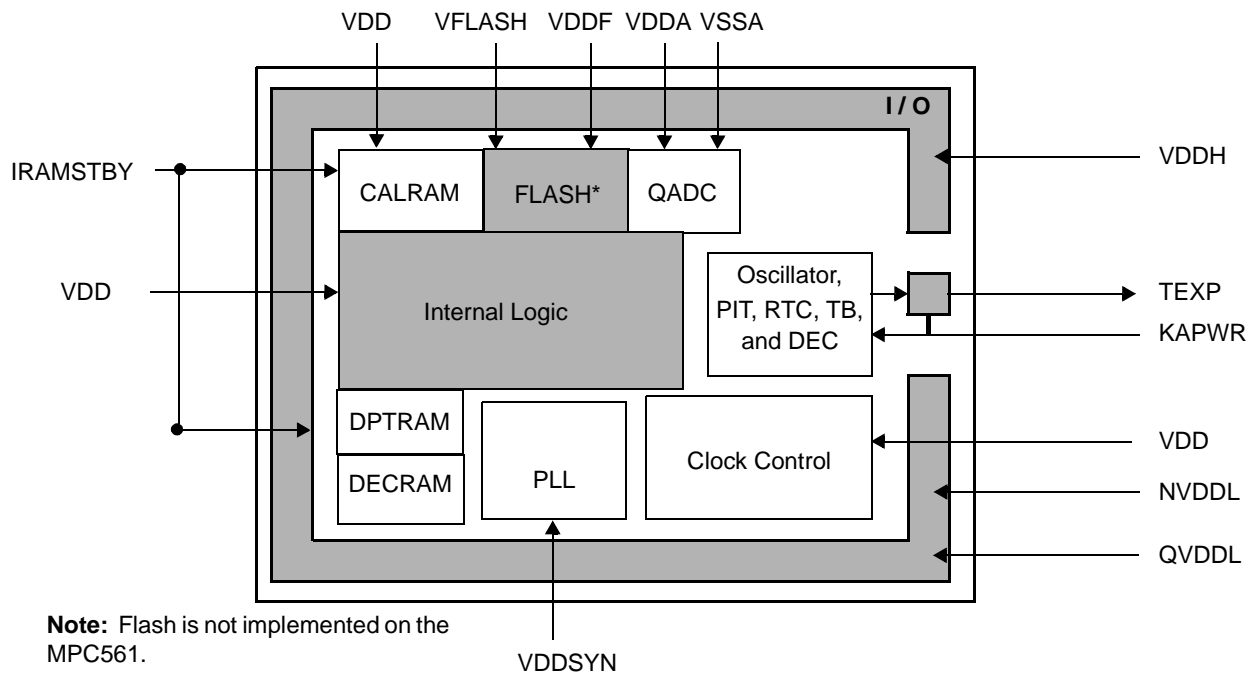 VDD VFLASH VDDF VDDA VSSA
I / O
IRAMSTBY
VDDH
CALRAM
FLASH*
QADC
VDD
Internal Logic
Oscillator,
PIT, RTC, TB,
and DEC
TEXP
KAPWR
DPTRAM
DECRAM
PLL
Clock Control
VDD
NVDDL
QVDDL
Note: Flash is not implemented on the
MPC561.
VDDSYN